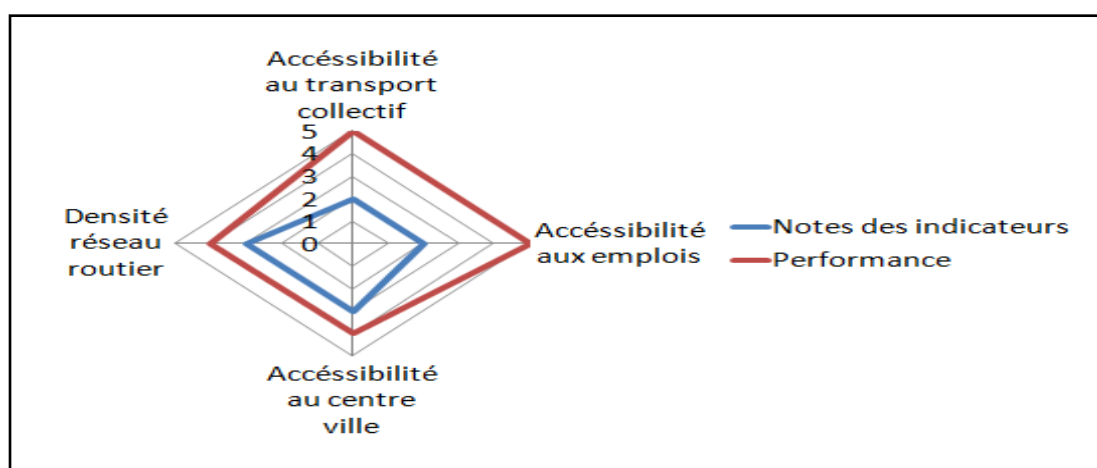 Accéssibilité
au transport
collectif
5
4
3
2
1
0
Densité
réseau
routier
Accéssibilité
aux emplois
Accéssibilité
au centre
ville
Notes des indicateurs
Performance